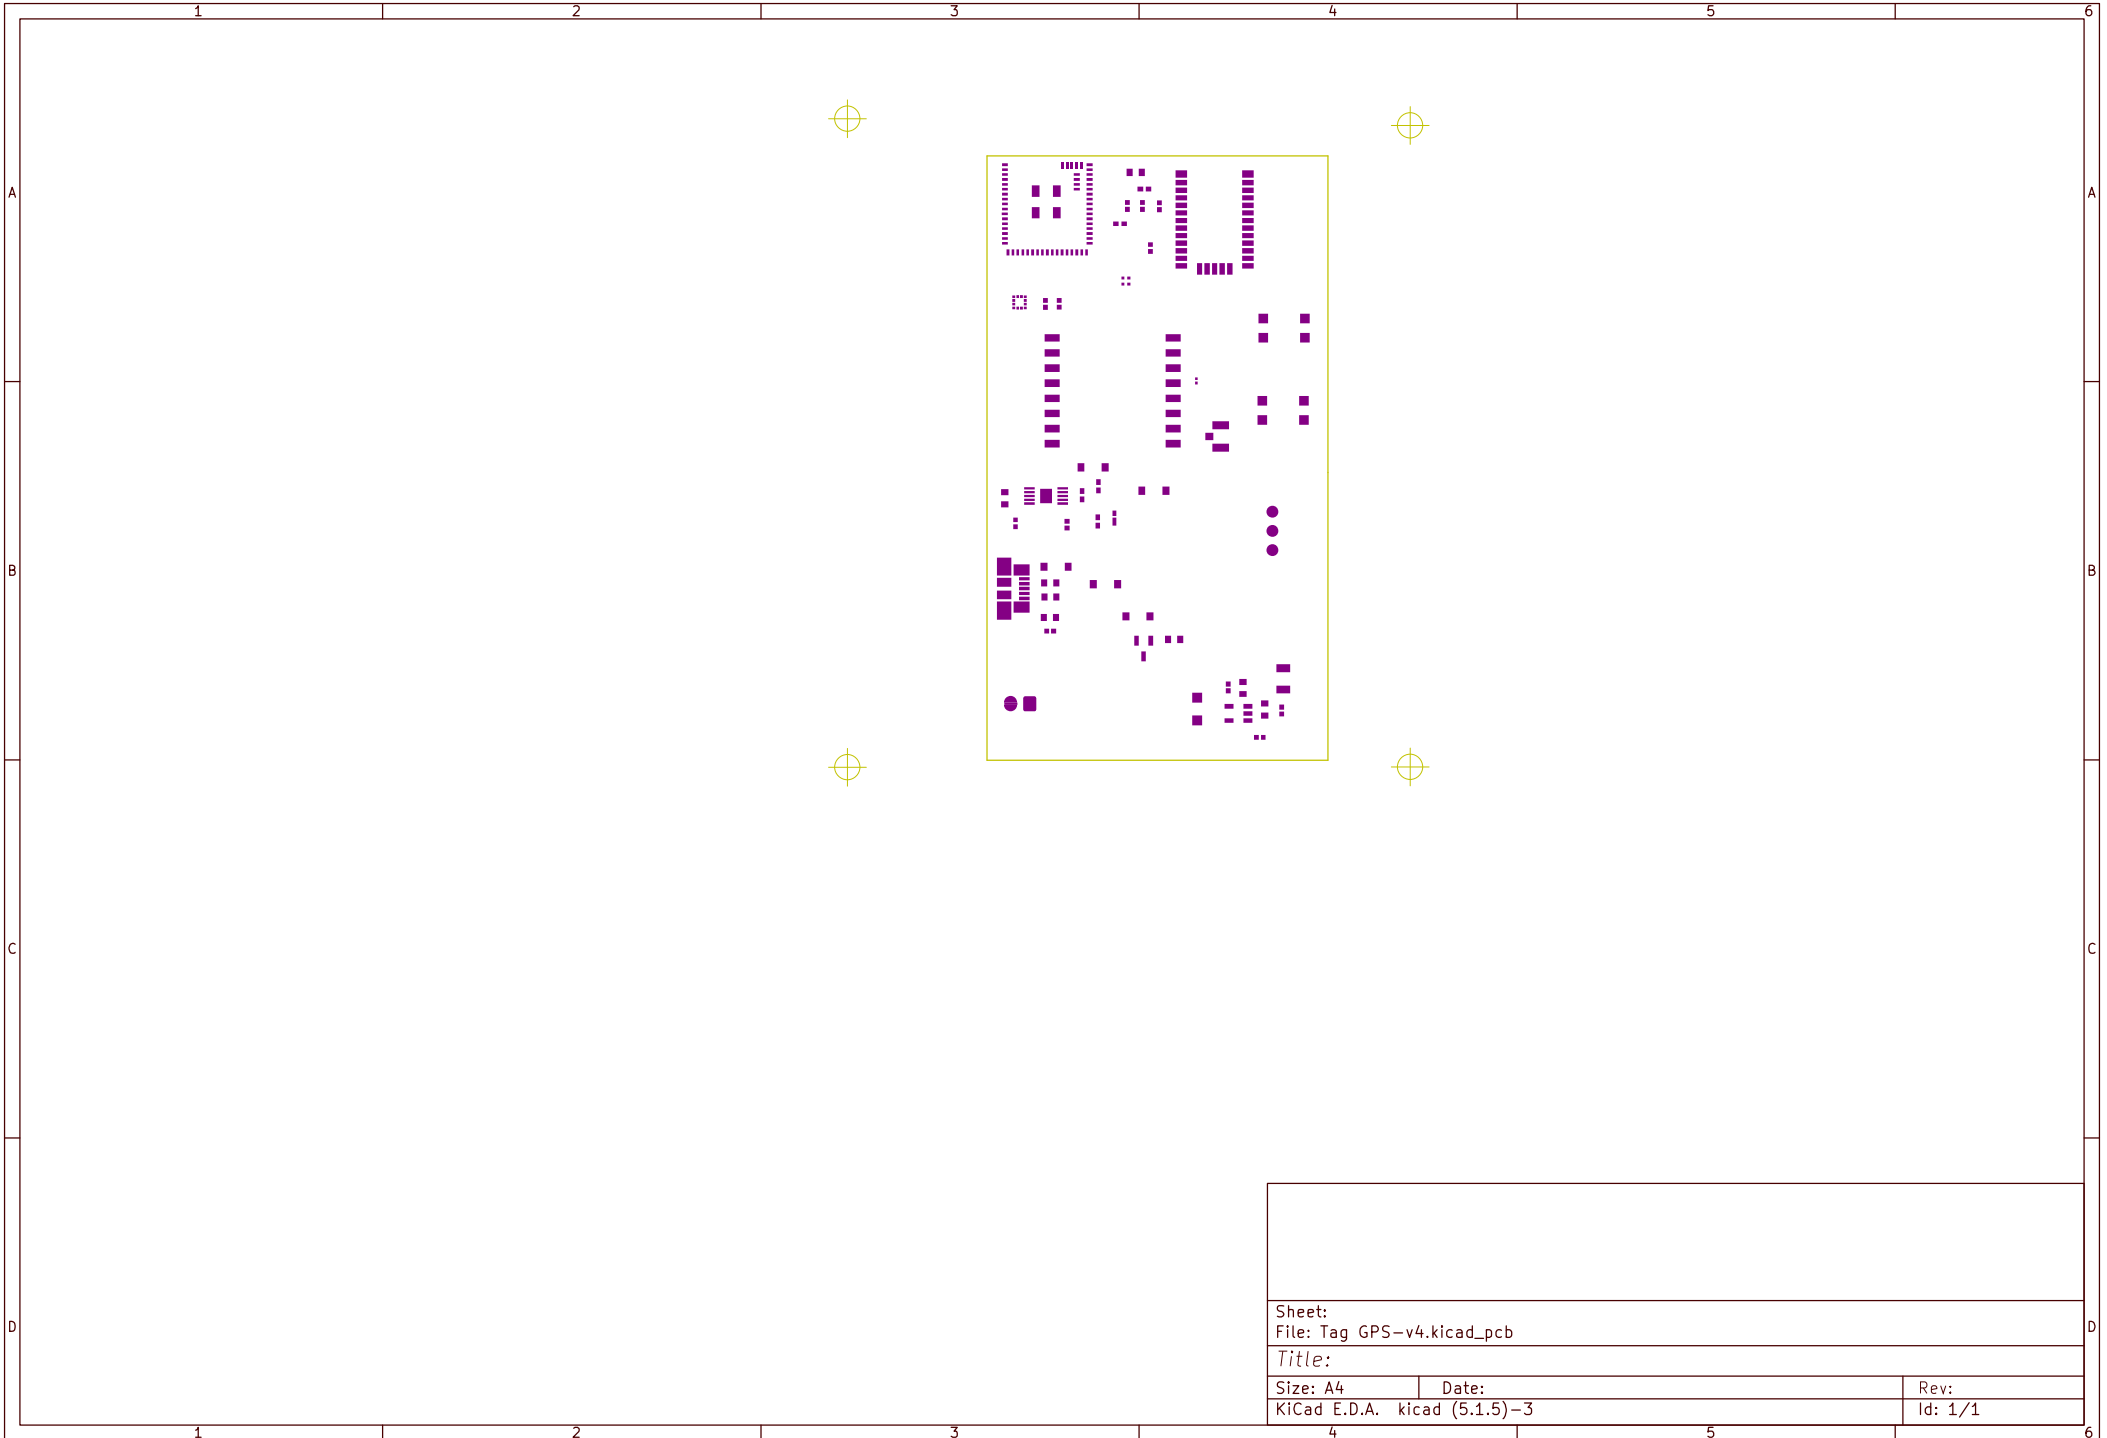 1 2 3 4 5 6
A A
B B
C C
D D
Sheet:
File: Tag GPS-v4.kicad_pcb
Title:
Size: A4 Date: Rev:
KiCad E.D.A. kicad (5.1.5)-3 Id: 1/1
1 2 3 4 5 6